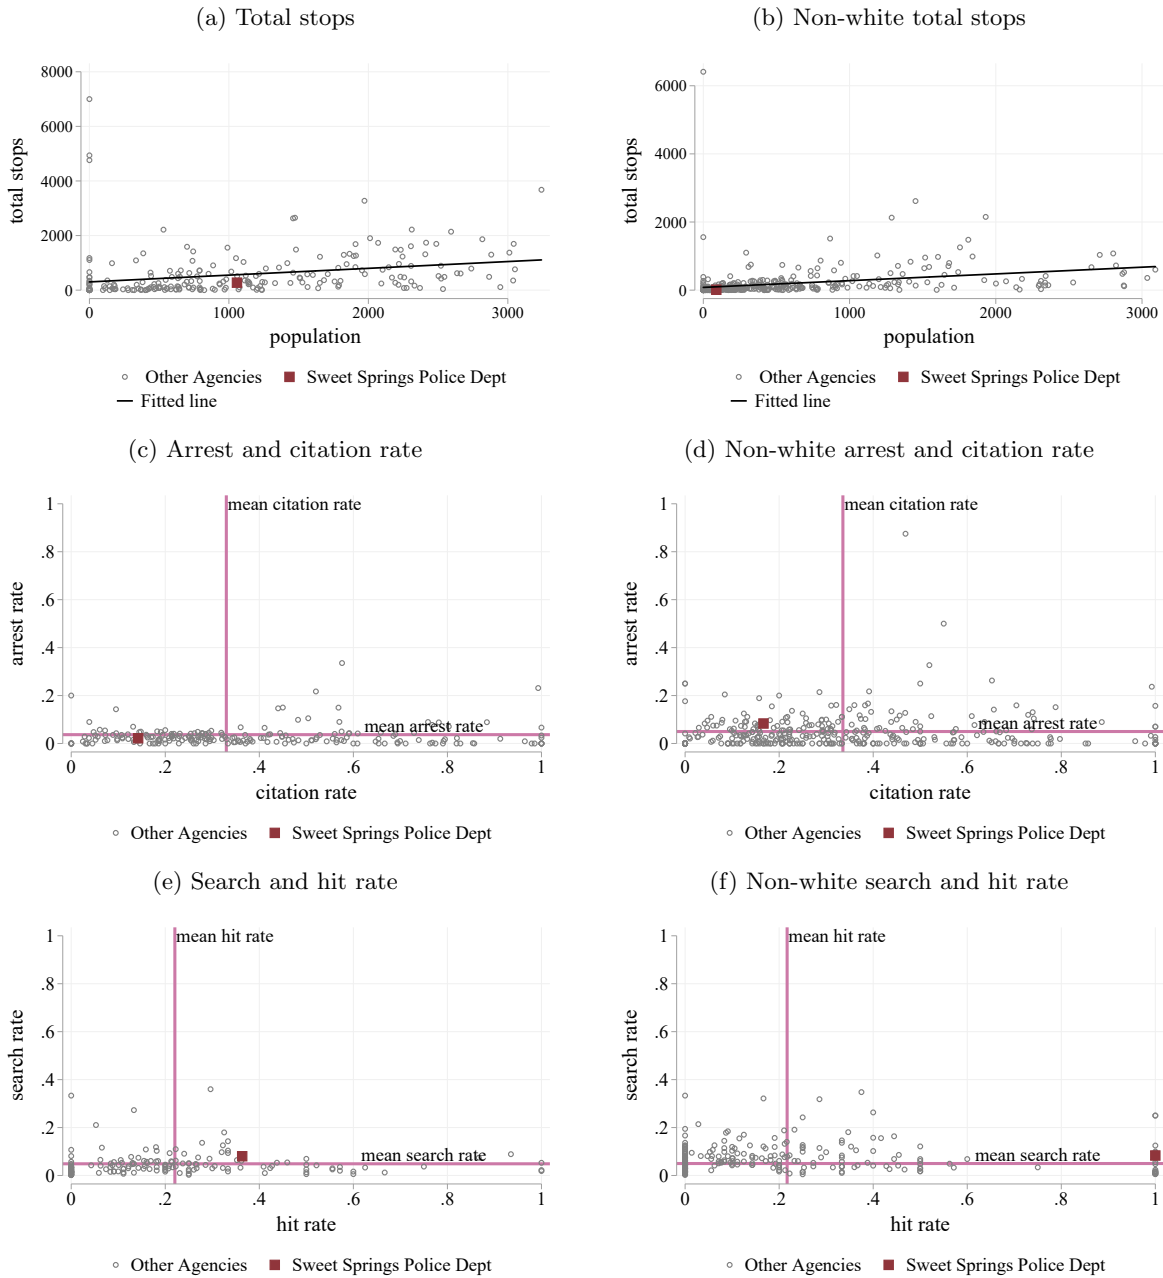 (a) Total stops
total stops
8000
6000
4000
2000
0
0 1000 2000 3000
population
Other Agencies Sweet Springs Police Dept
Fitted line
(b) Non-white total stops
total stops
6000
4000
2000
0
0 1000 2000 3000
population
Other Agencies Sweet Springs Police Dept
Fitted line
(c) Arrest and citation rate
arrest rate
1
.8
.6
.4
.2
0
mean citation rate
mean arrest rate
0 .2 .4 .6 .8 1
citation rate
Other Agencies Sweet Springs Police Dept
(d) Non-white arrest and citation rate
arrest rate
1
.8
.6
.4
.2
0
mean citation rate
mean arrest rate
0 .2 .4 .6 .8 1
citation rate
Other Agencies Sweet Springs Police Dept
(e) Search and hit rate
search rate
1
.8
.6
.4
.2
0
mean hit rate
mean search rate
0 .2 .4 .6 .8 1
hit rate
Other Agencies Sweet Springs Police Dept
(f) Non-white search and hit rate
search rate
1
.8
.6
.4
.2
0
mean hit rate
mean search rate
0 .2 .4 .6 .8 1
hit rate
Other Agencies Sweet Springs Police Dept